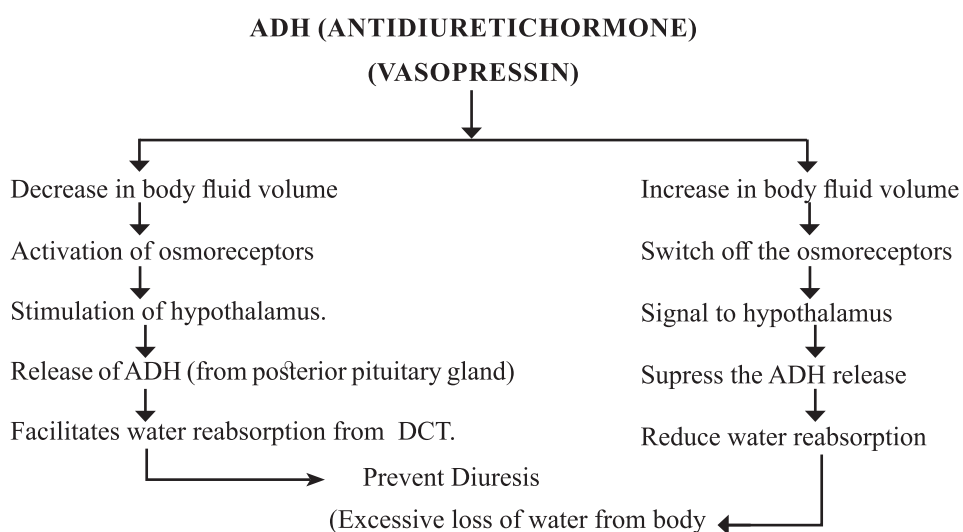 ADH (ANTIDIURETICHORMONE)
(VASOPRESSIN)
Decrease in body fluid volume
Activation of osmoreceptors
Stimulation of hypothalamus.
Release of ADH (from posterior pituitary gland)
Facilitates water reabsorption from DCT.
Prevent Diuresis
Increase in body fluid volume
Switch off the osmoreceptors
Signal to hypothalamus
Supress the ADH release
Reduce water reabsorption
(Excessive loss of water from body